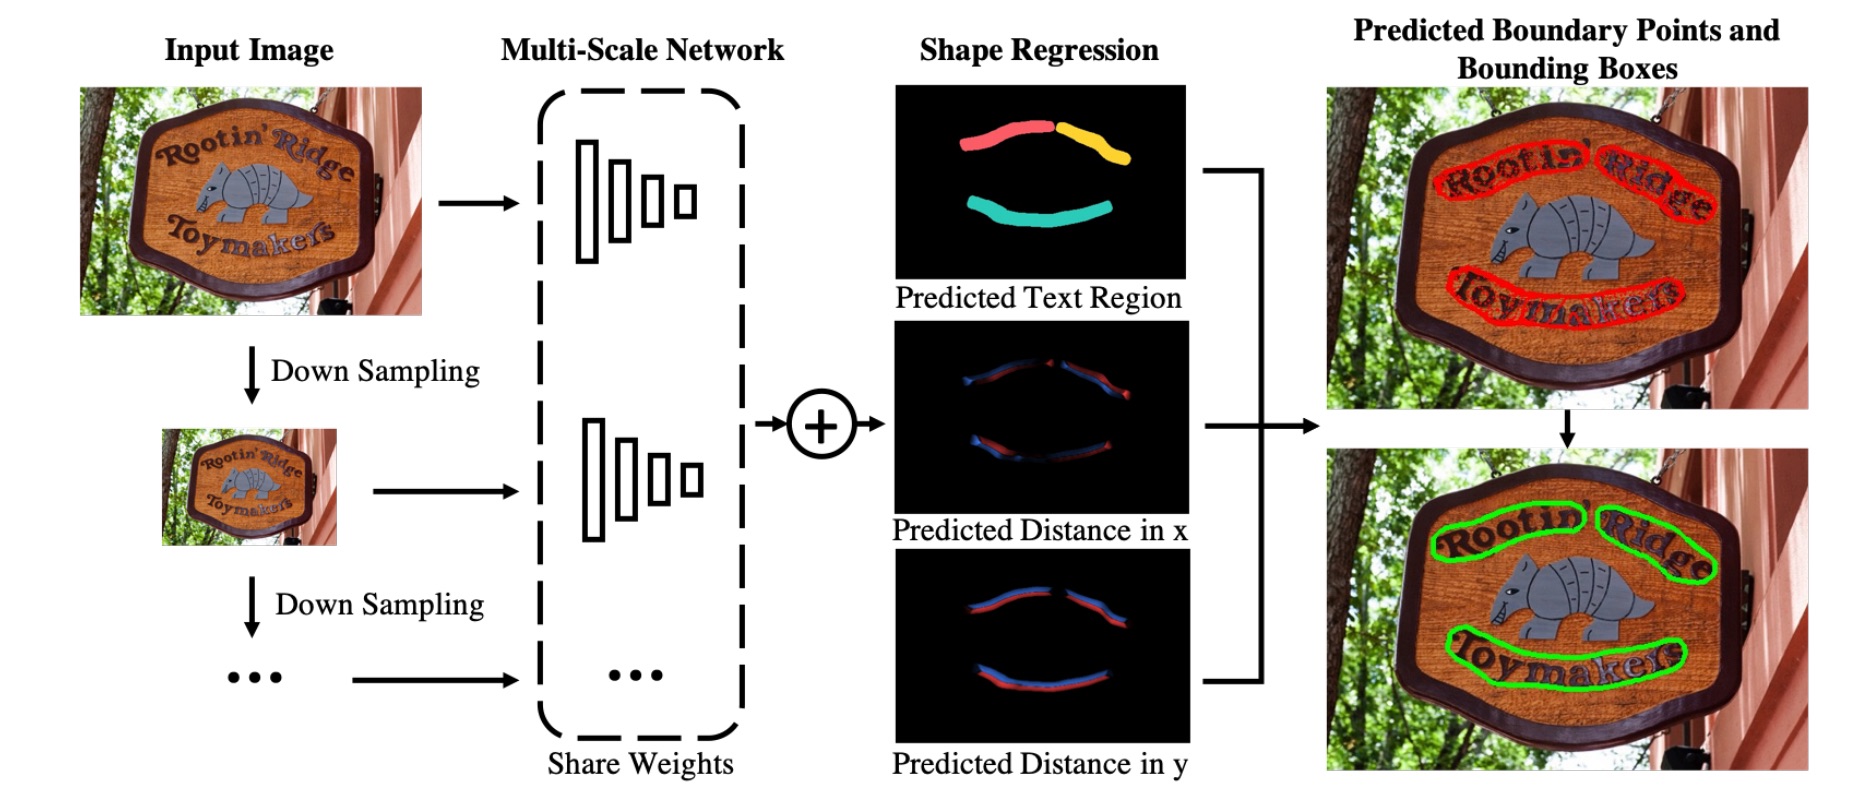 Input Image
Multi-Scale Network
Shape Regression
Predicted Boundary Points and
Bounding Boxes
Rootin' Ridge
Toymakers
Down Sampling
Rootin' Ridge
Toymakers
Down Sampling
...
...
Share Weights
+
Predicted Text Region
Predicted Distance in x
Predicted Distance in y
Rootin' Ridge
Toymakers
Rootin' Ridge
Toymakers